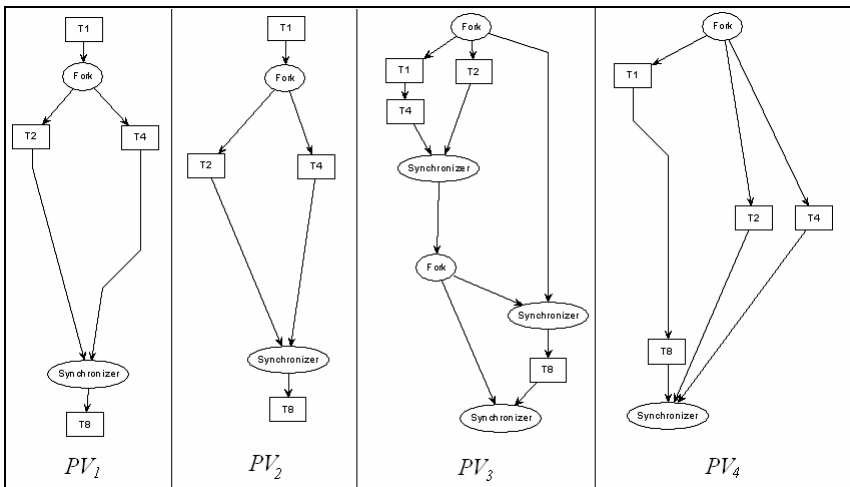 T1
Fork
T2
T4
Synchronizer
T8
PV1
T1
Fork
T2
T4
Synchronizer
T8
PV2
Fork
T1
T2
T4
Synchronizer
Fork
Synchronizer
T8
Synchronizer
PV3
Fork
T1
T2
T4
T8
Synchronizer
PV4